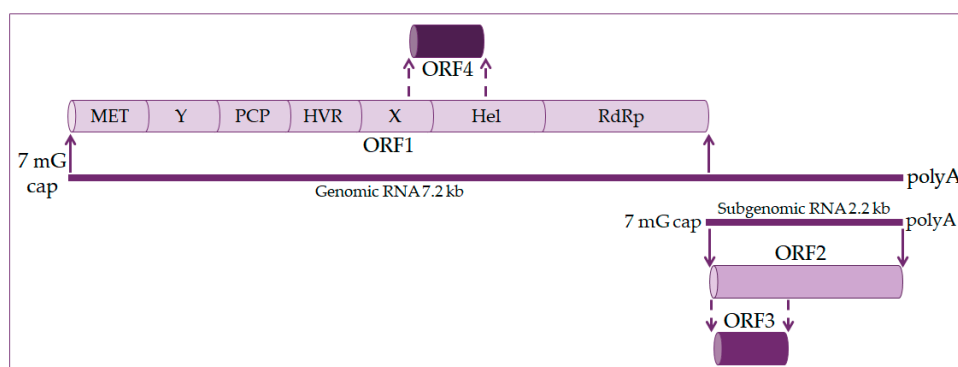 ORF4
MET Y PCP HVR X Hel RdRp
ORF1
7 mG
cap
Genomic RNA 7.2 kb
polyA
Subgenomic RNA 2.2 kb
7 mG cap
polyA
ORF2
ORF3